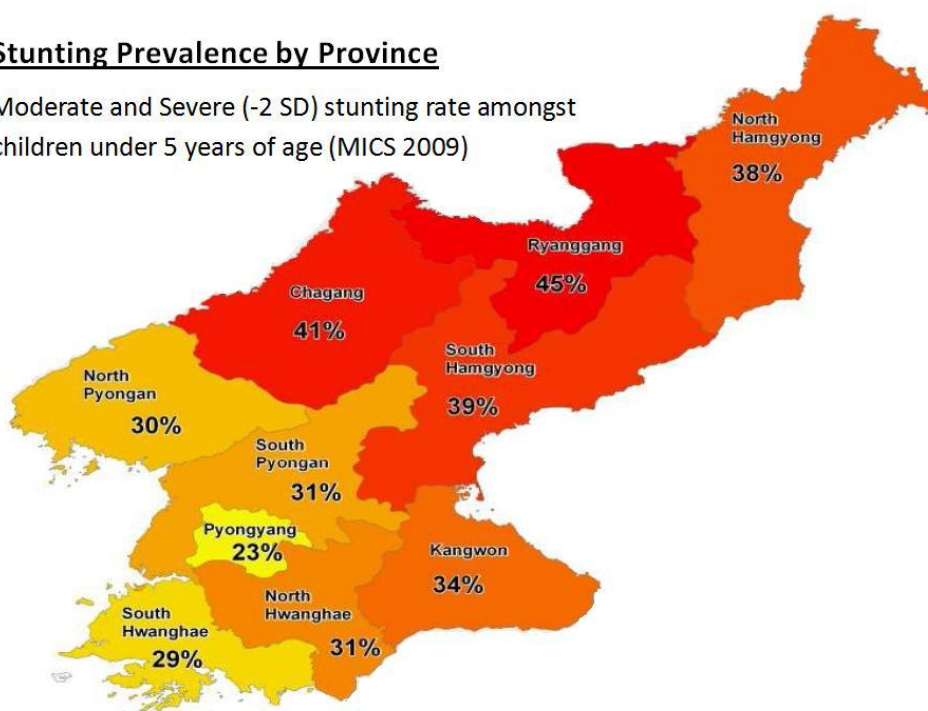 Stunting Prevalence by Province
Moderate and Severe (-2 SD) stunting rate amongst
children under 5 years of age (MICS 2009)
North
Hamgyong
38%
Ryanggang
45%
Chagang
41%
South
Hamgyong
39%
North
Pyongan
30%
South
Pyongan
31%
Pyongyang
23%
Kangwon
34%
North
Hwanghae
31%
South
Hwanghae
29%